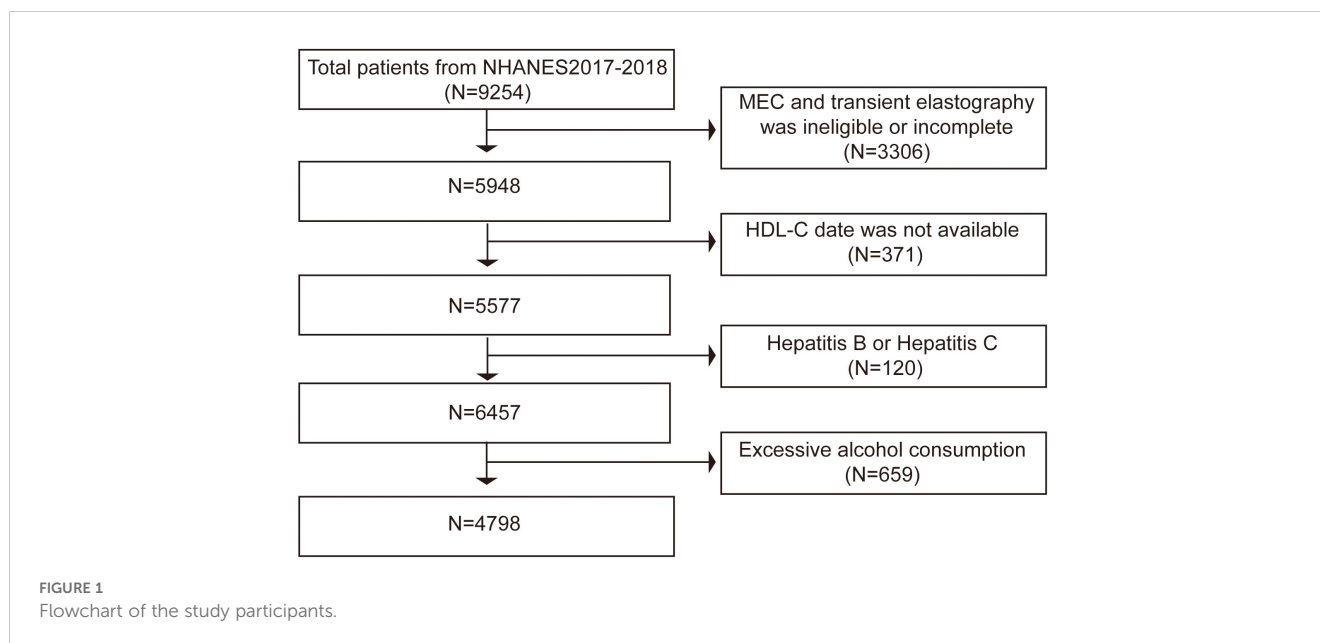 Total patients from NHANES2017-2018
(N=9254)
MEC and transient elastography
was ineligible or incomplete
(N=3306)
N=5948
HDL-C date was not available
(N=371)
N=5577
Hepatitis B or Hepatitis C
(N=120)
N=6457
Excessive alcohol consumption
(N=659)
N=4798
FIGURE 1
Flowchart of the study participants.